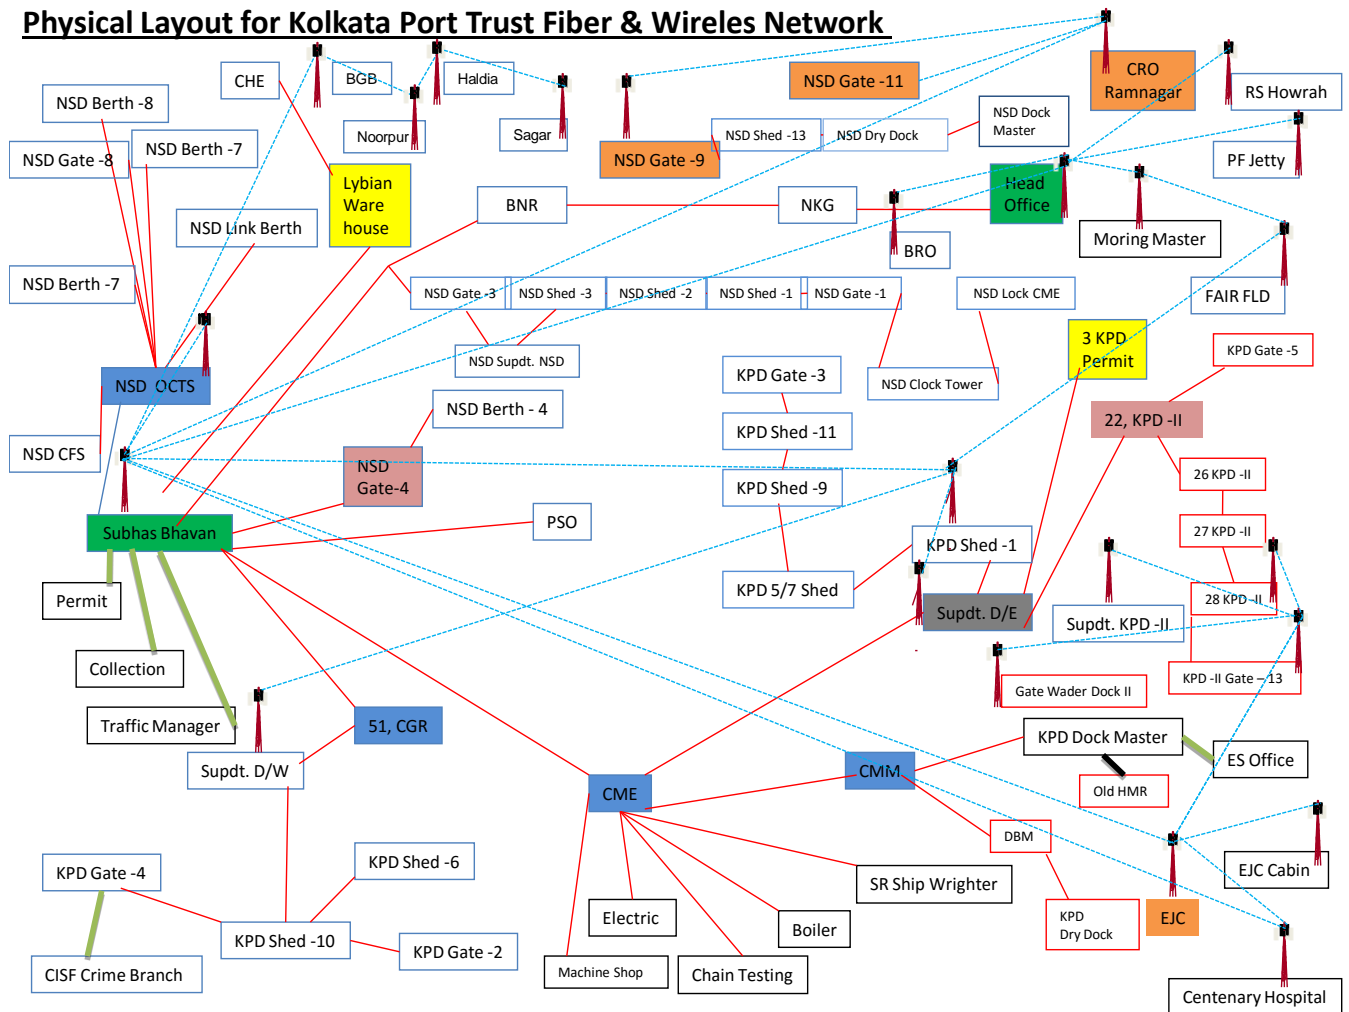 Physical Layout for Kolkata Port Trust Fiber & Wireles Network
CHE
BGB
Haldia
NSD Gate -11
CRO
Ramnagar
RS Howrah
NSD Berth -8
Noorpur
Sagar
NSD Shed -13
NSD Dry Dock
NSD Dock
Master
NSD Gate -8
NSD Berth -7
NSD Gate -9
PF Jetty
Lybian
Ware
house
BNR
NKG
Head
Office
NSD Link Berth
BRO
Moring Master
NSD Berth -7
NSD Gate -3
NSD Shed -3
NSD Shed -2
NSD Shed -1
NSD Gate -1
NSD Lock CME
FAIR FLD
NSD Supdt. NSD
3 KPD
Permit
KPD Gate -5
NSD OCTS
KPD Gate -3
NSD Clock Tower
NSD Berth - 4
KPD Shed -11
22, KPD -II
NSD CFS
NSD
Gate-4
KPD Shed -9
26 KPD -II
Subhas Bhavan
PSO
KPD Shed -1
27 KPD -II
Permit
KPD 5/7 Shed
Supdt. D/E
Supdt. KPD -II
28 KPD -II
Collection
Gate Wader Dock II
KPD -II Gate – 13
Traffic Manager
51, CGR
KPD Dock Master
ES Office
Supdt. D/W
CME
CMM
Old HMR
DBM
KPD Gate -4
KPD Shed -6
SR Ship Wrighter
EJC Cabin
Electric
Boiler
KPD
Dry Dock
EJC
KPD Shed -10
KPD Gate -2
CISF Crime Branch
Machine Shop
Chain Testing
Centenary Hospital